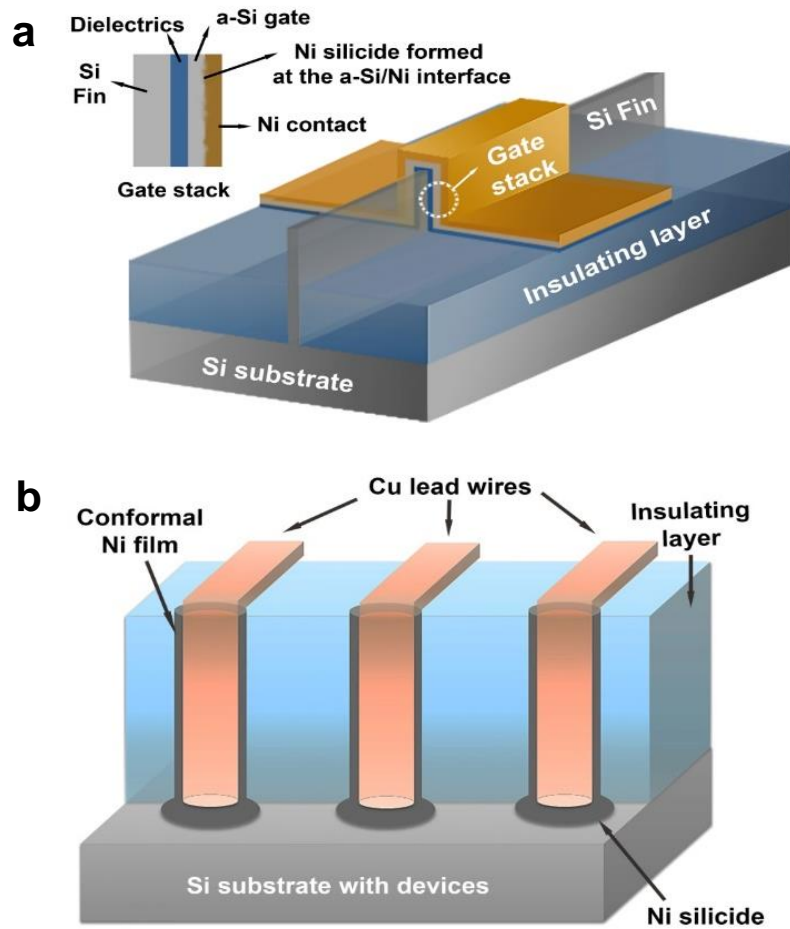 a
Dielectrics
a-Si gate
Si
Fin
Ni silicide formed
at the a-Si/Ni interface
Ni contact
Gate stack
Si Fin
Gate
stack
Insulating layer
Si substrate
b
Cu lead wires
Conformal
Ni film
Insulating
layer
Si substrate with devices
Ni silicide